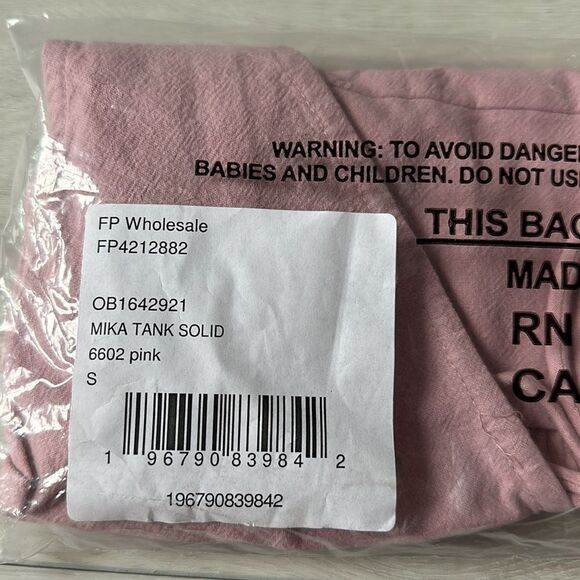 WARNING: TO AVOID DANGE
BABIES AND CHILDREN. DO NOT US
THIS BAG
MAD
RN
CA
FP Wholesale
FP4212882
OB1642921
MIKA TANK SOLID
6602 pink
S
1 96790 83984 2
196790839842